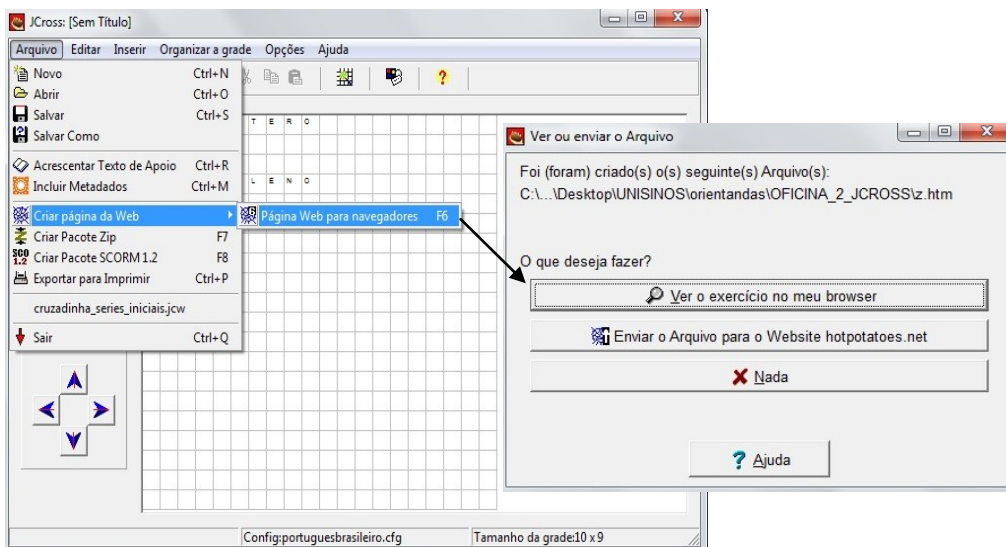 JCross: [Sem Título]
Arquivo Editar Inserir Organizar a grade Opções Ajuda
Novo Ctrl+N
Abrir Ctrl+O
Salvar Ctrl+S
Salvar Como
Acrescentar Texto de Apoio Ctrl+R
Incluir Metadados Ctrl+M
Criar página da Web
Página Web para navegadores F6
Criar Pacote Zip F7
SCO 1.2 Criar Pacote SCORM 1.2 F8
Exportar para Imprimir Ctrl+P
cruzadinha_series_iniciais.jcw
Sair Ctrl+Q
T E R O
L E N O
Config:portuguesbrasileiro.cfg Tamanho da grade:10 x 9
Ver ou enviar o Arquivo
Foi (foram) criado(s) o(s) seguinte(s) Arquivo(s):
C:\...\Desktop\UNISINOS\orientandas\OFICINA_2_JCROSS\z.htm
O que deseja fazer?
Ver o exercício no meu browser
Enviar o Arquivo para o Website hotpotatoes.net
Nada
? Ajuda